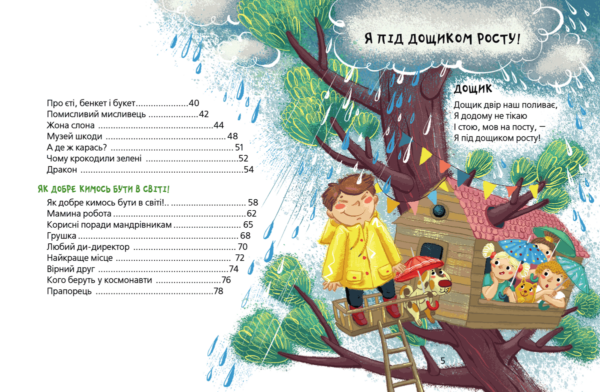 Про єті, бенкет і букет......................40
Помисливий мисливець.................42
Жона слона ................................... 44
Музей шкоди ................................ 48
А де ж карась? .............................. 51
Чому крокодили зелені ................. 52
Дракон .......................................... 54
ЯК ДОБРЕ КИМОСЬ БУТИ В СВІТІ!
Як добре кимось бути в світі!.. ....... 58
Мамина робота.............................. 62
Корисні поради мандрівникам ...... 65
Грушка .......................................... 68
Любий ди-директор ...................... 70
Найкраще місце ........................... 72
Вірний друг ................................... 74
Кого беруть у космонавти ............. 76
Прапорець ..................................... 78
Я ПІД ДОЩИКОМ РОСТУ!
ДОЩИК
Дощик двір наш поливає,
Я додому не тікаю
І стою, мов на посту, –
Я під дощиком росту!
5